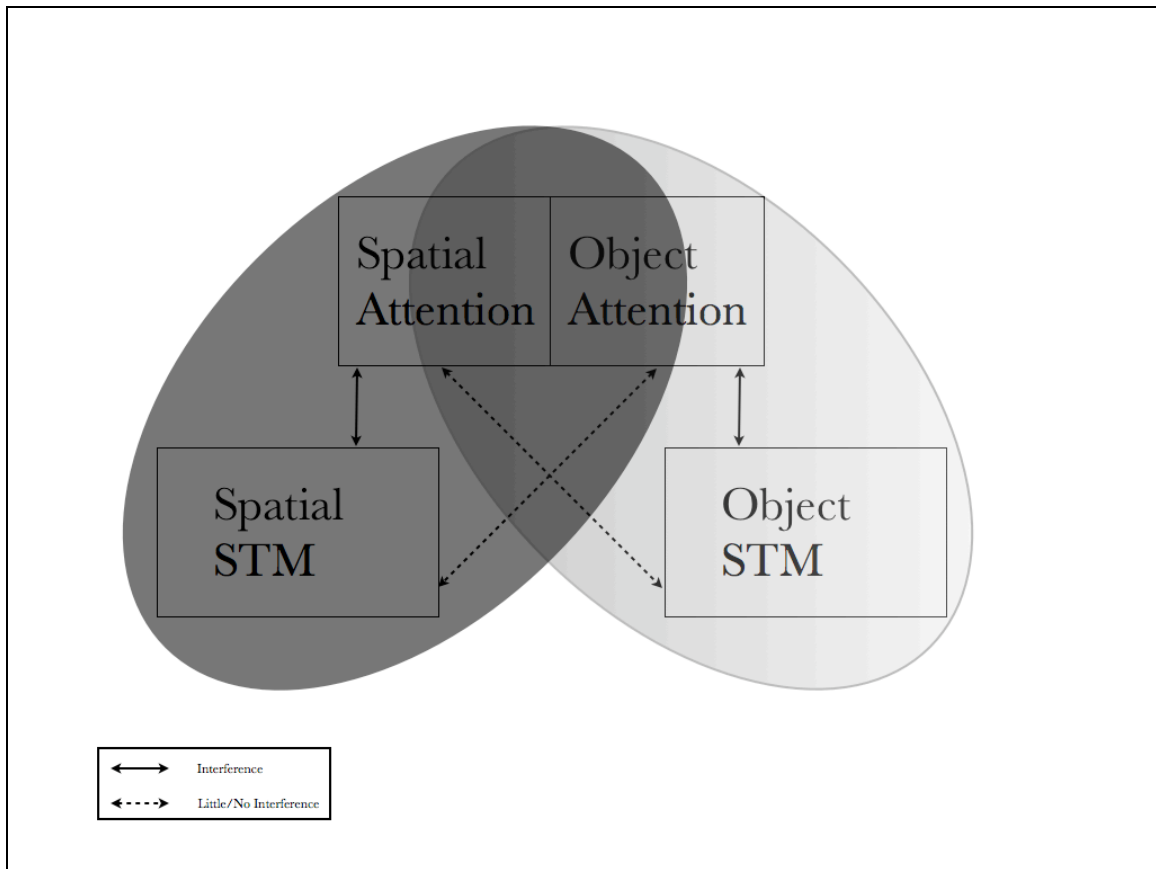 Spatial
Attention
Object
Attention
Spatial
STM
Object
STM
Interference
Little/No Interference